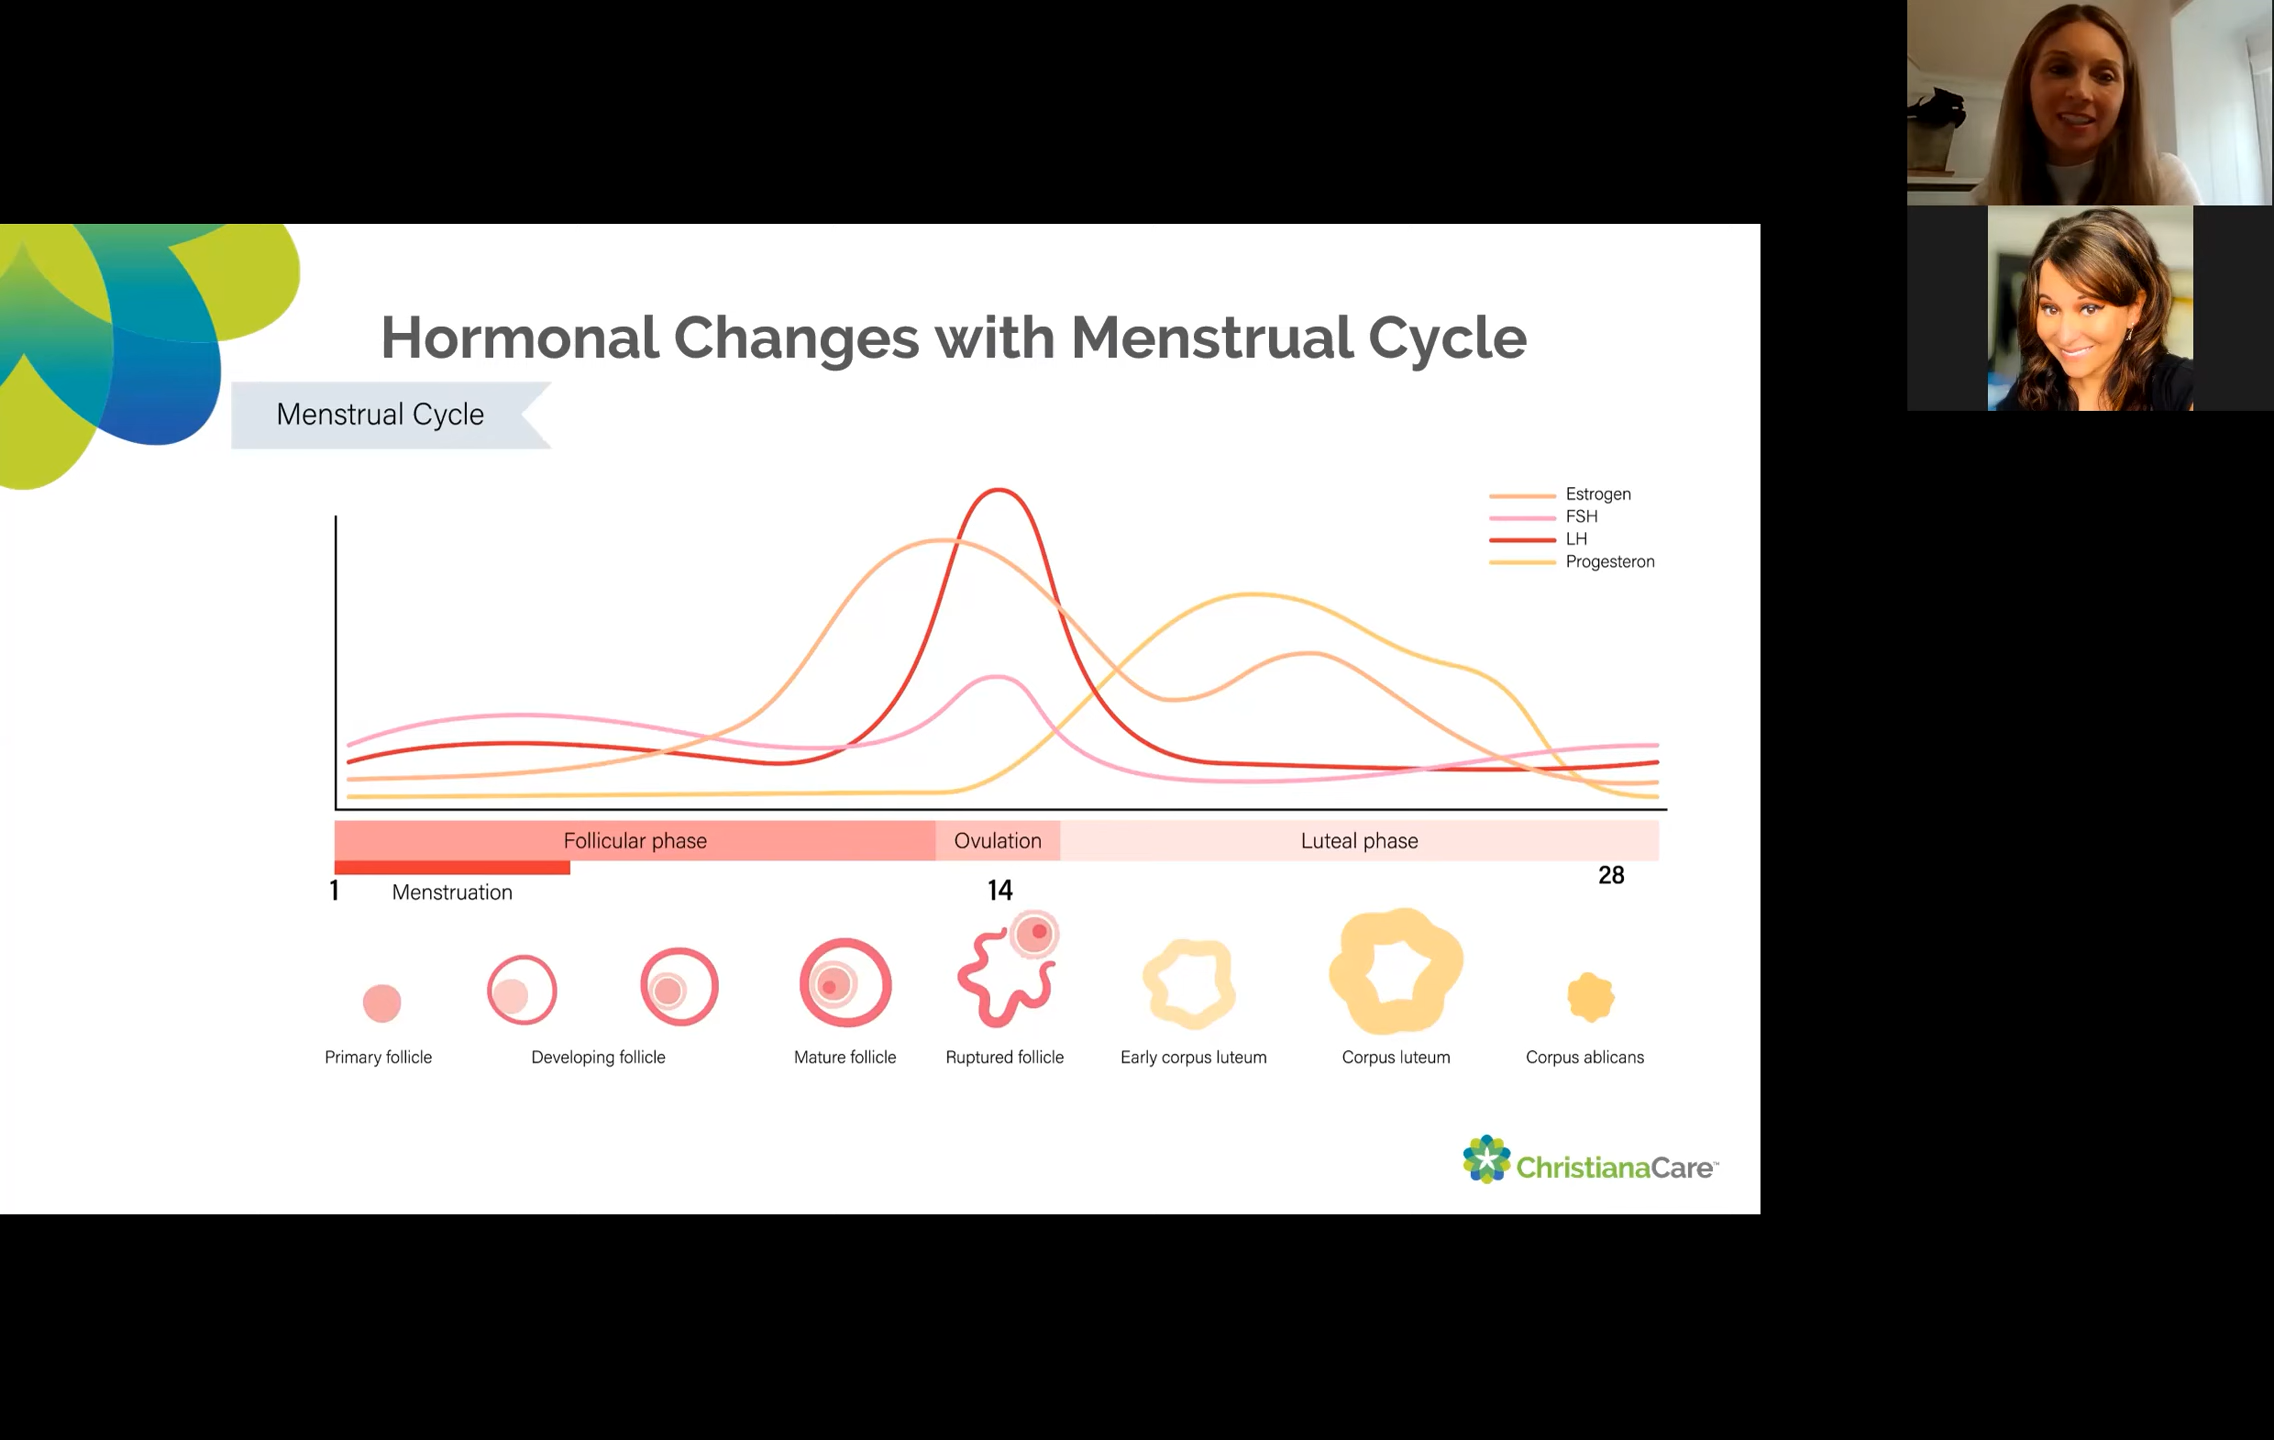 Hormonal Changes with Menstrual Cycle
Menstrual Cycle
Estrogen
FSH
LH
Progesteron
Follicular phase
Ovulation
Luteal phase
1
Menstruation
14
28
Primary follicle
Developing follicle
Mature follicle
Ruptured follicle
Early corpus luteum
Corpus luteum
Corpus ablicans
ChristianaCare™